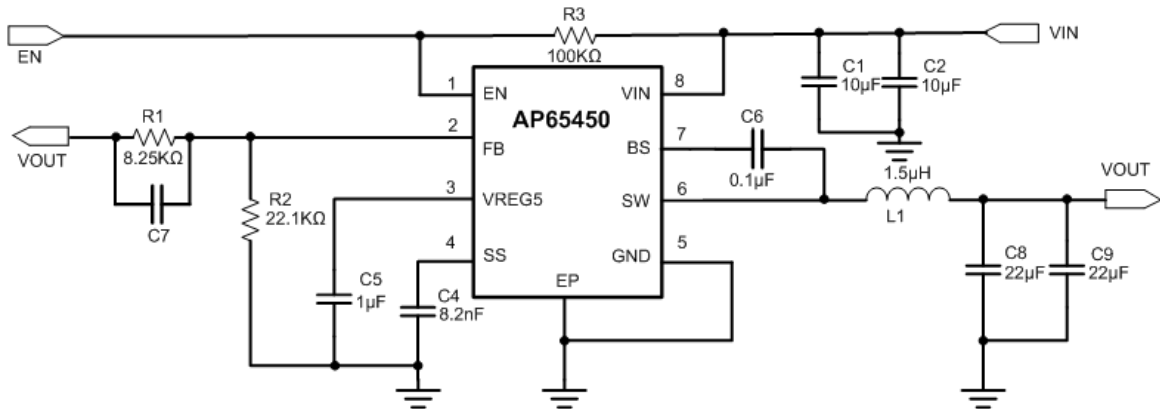 R3
100KΩ
EN
VIN
C1
10µF
C2
10µF
1
EN
VIN
8
AP65450
R1
8.25KΩ
VOUT
C7
2
FB
BS
7
C6
0.1µF
R2
22.1KΩ
3
VREG5
SW
6
1.5µH
L1
VOUT
4
SS
GND
5
EP
C5
1µF
C4
8.2nF
C8
22µF
C9
22µF